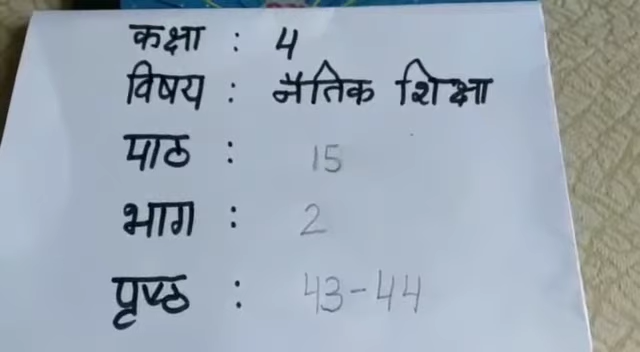 कक्षा : 4
विषय : नैतिक शिक्षा
पाठ : 15
भाग : 2
पृष्ठ : 43-44